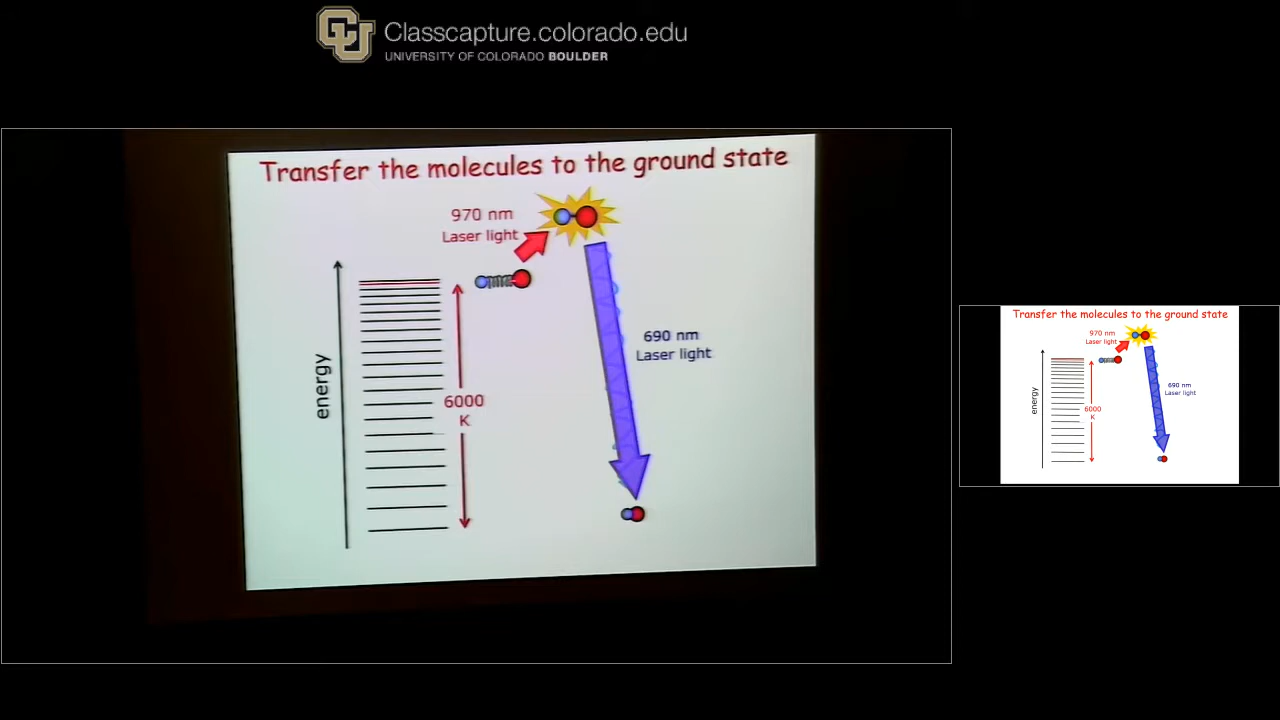 Classcapture.colorado.edu
UNIVERSITY OF COLORADO BOULDER
Transfer the molecules to the ground state
970 nm
Laser light
690 nm
Laser light
energy
6000
K
Transfer the molecules to the ground state
970 nm
Laser light
690 nm
Laser light
energy
6000
K